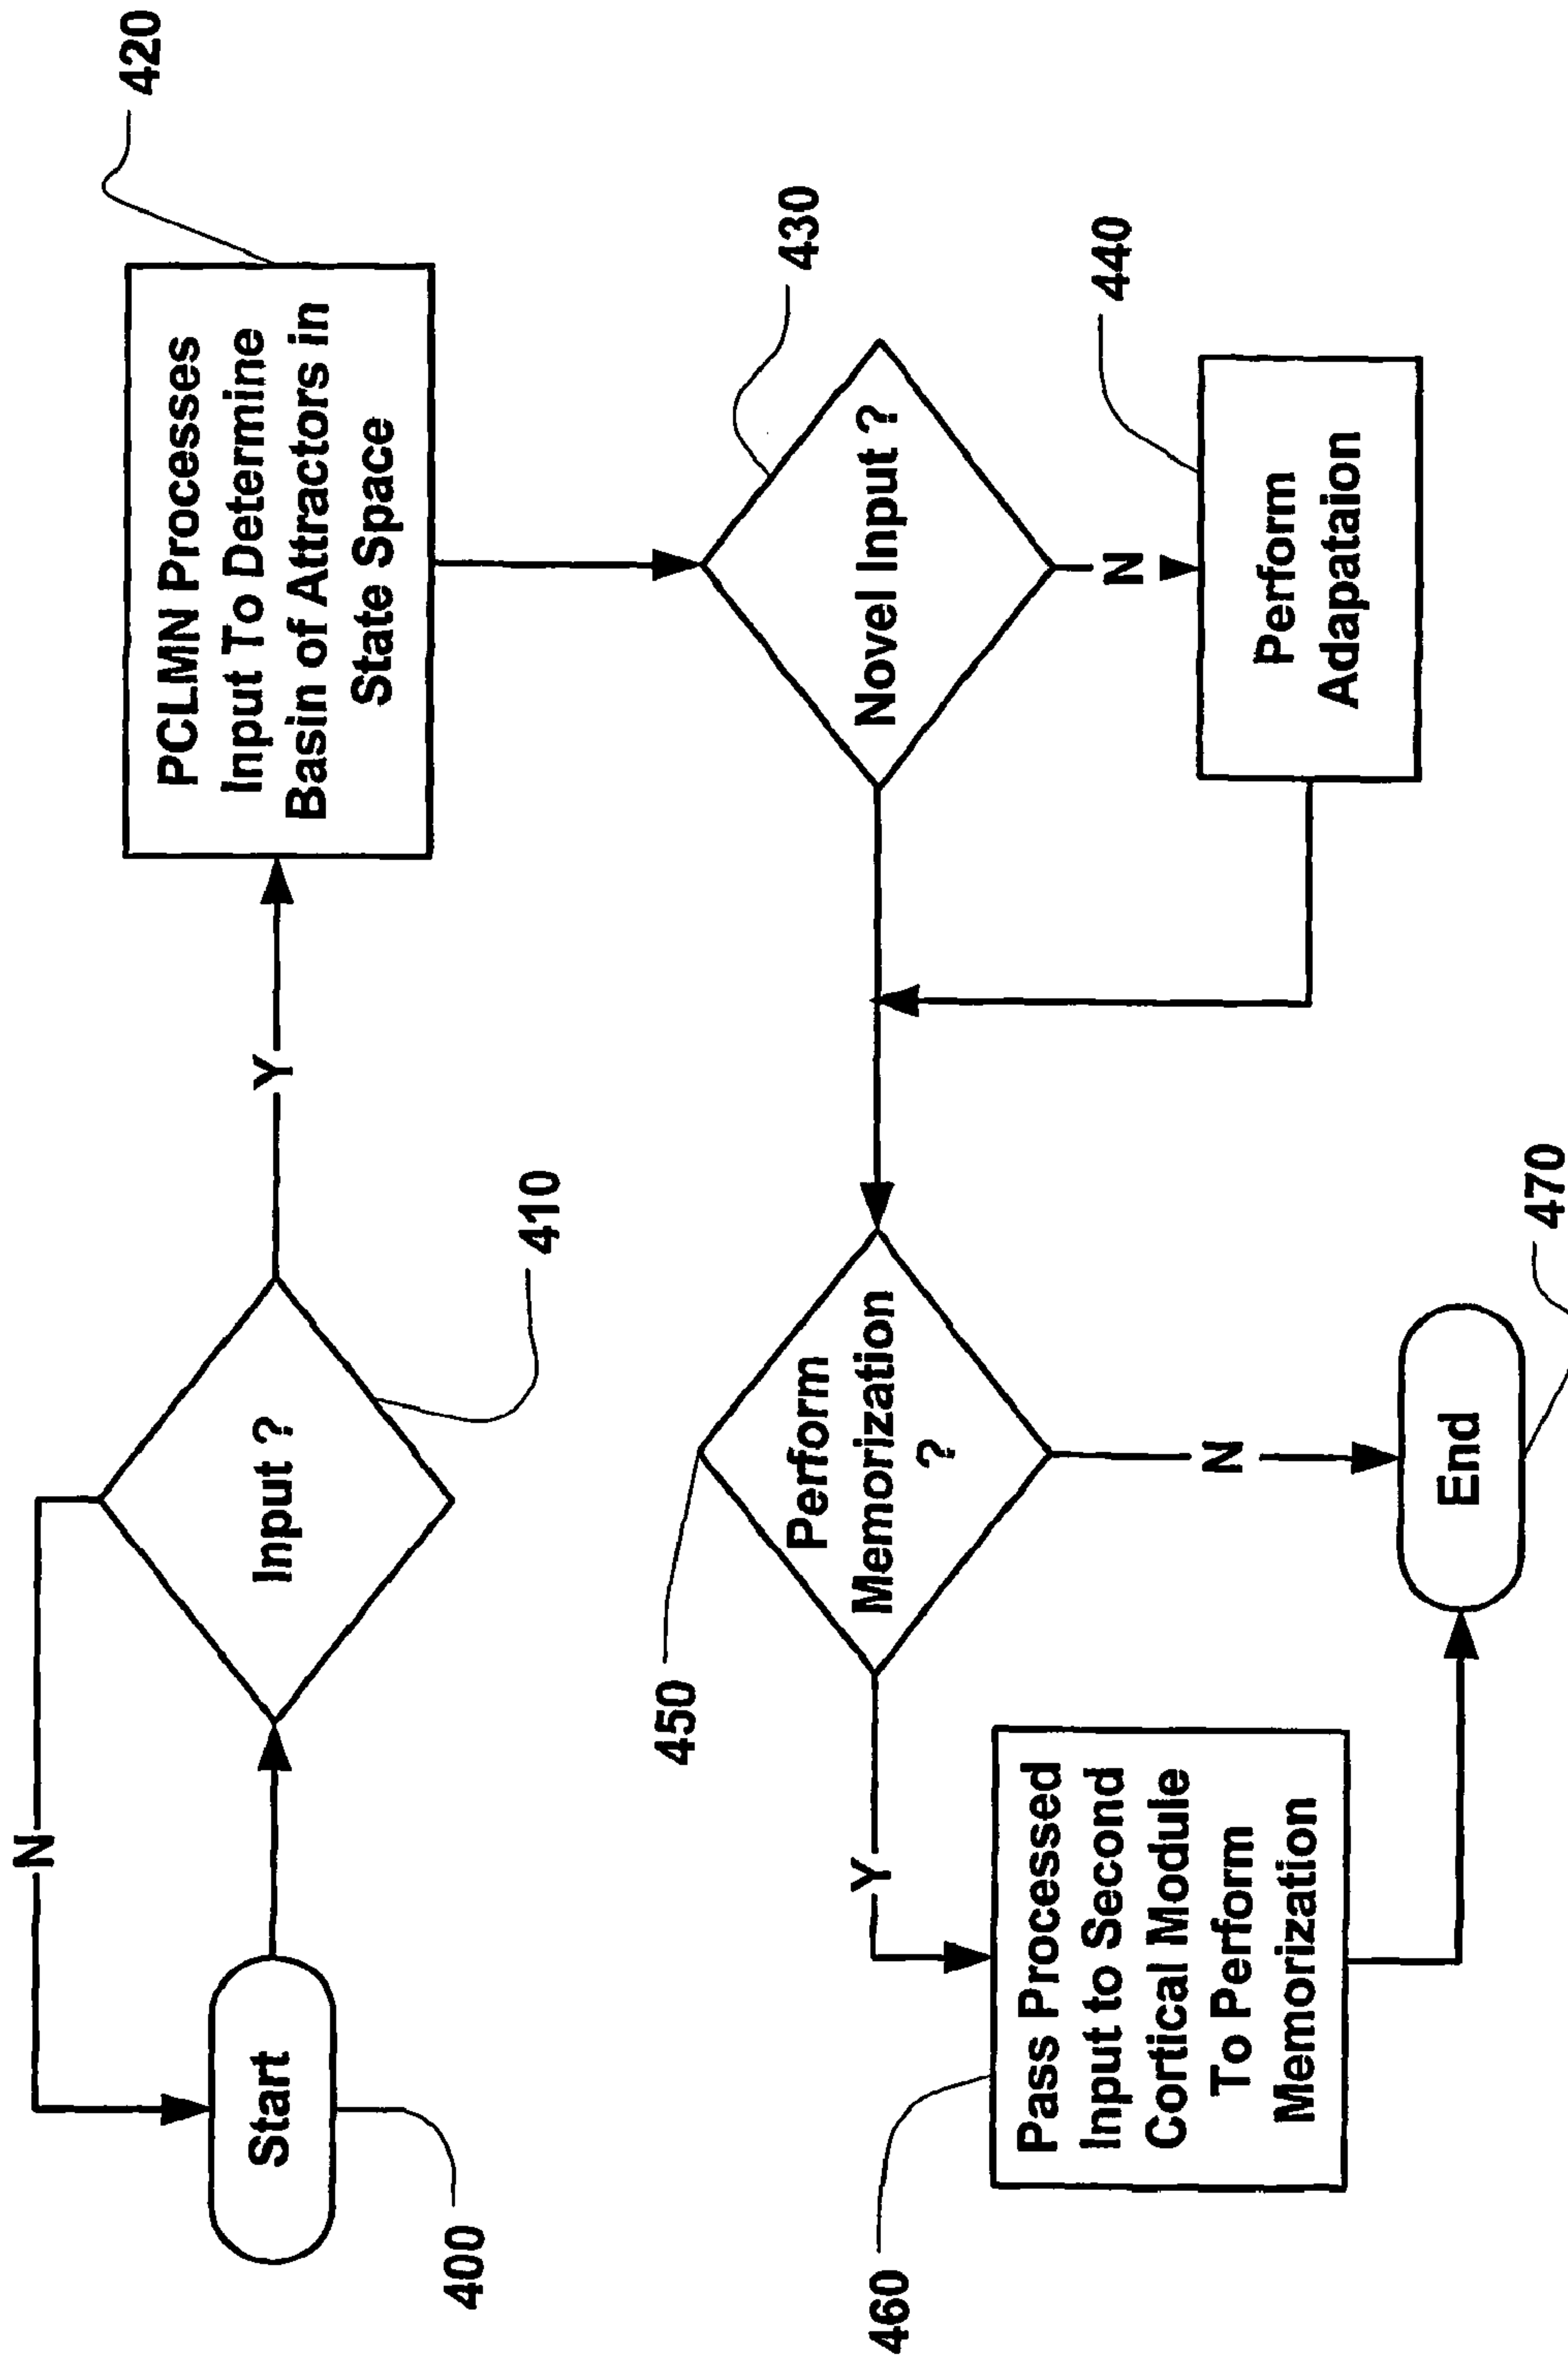 N
Start
400
Input ?
410
Y
PCLMN Processes
Input To Determine
Basin of Attractors in
State Space
420
Novel Input ?
430
N
Perform
Adapataion
440
Perform
Memorization
?
450
Y
Pass Processed
Input to Second
Cortical Module
To Perform
Memorization
460
N
End
470